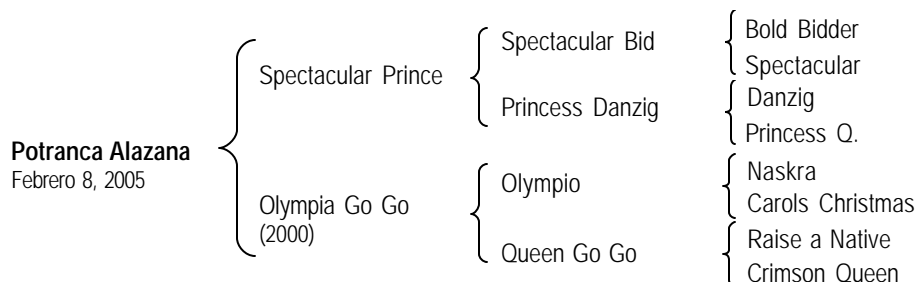 Potranca Alazana
Febrero 8, 2005
Spectacular Prince
Olympia Go Go
(2000)
Spectacular Bid
Princess Danzig
Olympio
Queen Go Go
Bold Bidder
Spectacular
Danzig
Princess Q.
Naskra
Carols Christmas
Raise a Native
Crimson Queen